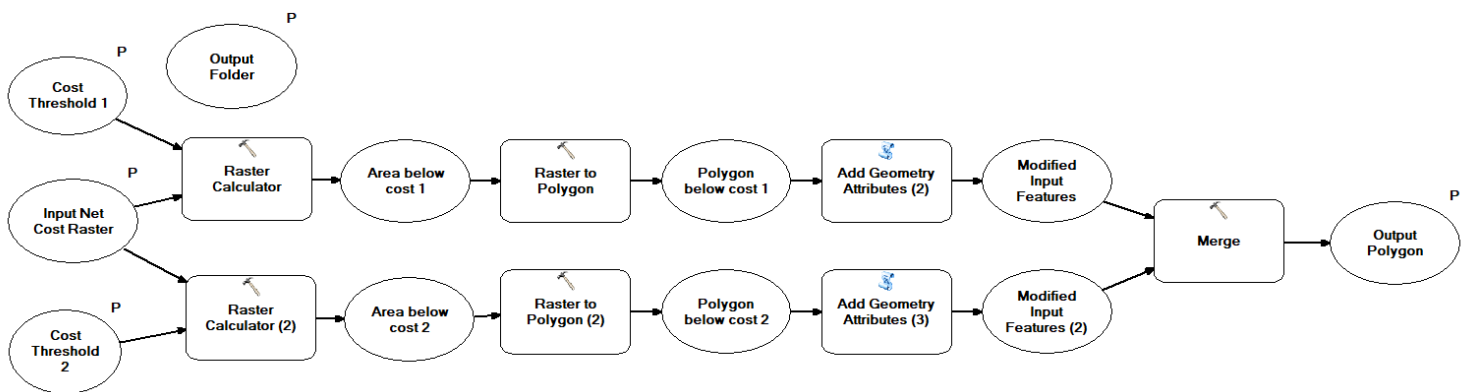 P
Output
Folder
P
Cost
Threshold 1
Raster
Calculator
Area below
cost 1
Raster to
Polygon
Polygon
below cost 1
Add Geometry
Attributes (2)
Modified
Input
Features
P
Input Net
Cost Raster
Merge
P
Output
Polygon
Raster
Calculator (2)
Area below
cost 2
Raster to
Polygon (2)
Polygon
below cost 2
Add Geometry
Attributes (3)
Modified
Input
Features (2)
P
Cost
Threshold
2